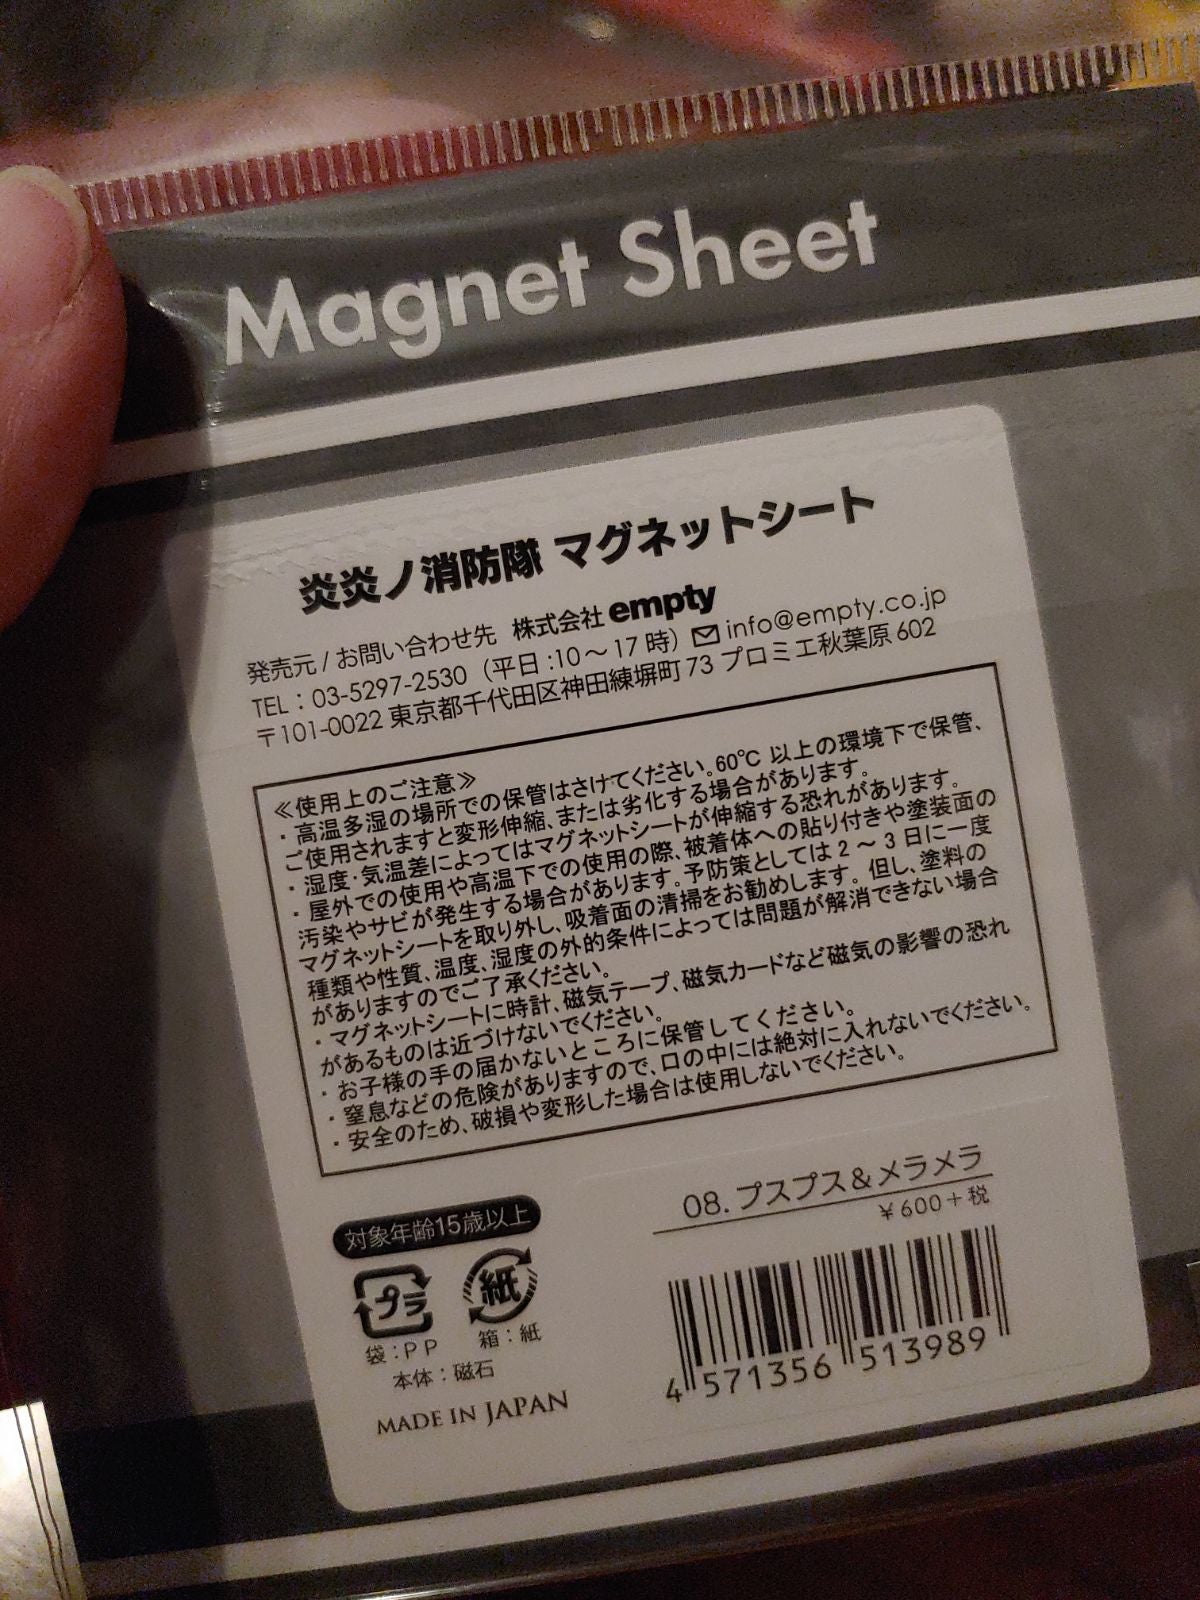 Magnet Sheet
炎炎ノ消防隊 マグネットシート
発売元/お問い合わせ先 株式会社 empty
TEL:03-5297-2530(平日:10~17時) info@empty.co.jp
〒101-0022 東京都千代田区神田練塀町73 プロミエ秋葉原602
≪使用上のご注意≫
・高温多湿の場所での保管はさけてください。60℃ 以上の環境下で保管、
ご使用されますと変形伸縮、または劣化する場合があります。
・湿度・気温差によってはマグネットシートが伸縮する恐れがあります。
・屋外での使用や高温下での使用の際、被着体への貼り付きや塗装面の
汚染やサビが発生する場合があります。予防策としては2~3日に一度
マグネットシートを取り外し、吸着面の清掃をお勧めします。但し、塗料の
種類や性質、温度、湿度の外的条件によっては問題が解消できない場合
がありますのでご了承ください。
・マグネットシートに時計、磁気テープ、磁気カードなど磁気の影響の恐れ
があるものは近づけないでください。
・お子様の手の届かないところに保管してください。
・窒息などの危険がありますので、口の中には絶対に入れないでください。
・安全のため、破損や変形した場合は使用しないでください。
08.プスプス&メラメラ
¥600+税
対象年齢15歳以上
プラ 紙
袋:PP 箱:紙
本体:磁石
MADE IN JAPAN
4 571356 513989